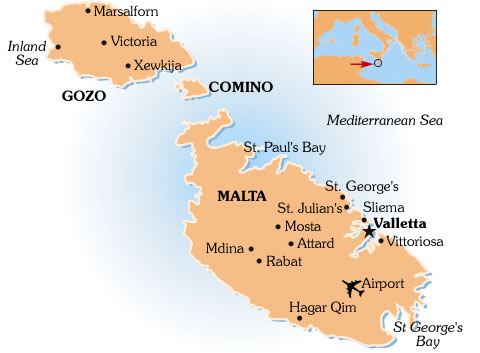 Marsalforn
Inland
Sea
Victoria
Xewkija
GOZO
COMINO
Mediterranean Sea
St. Paul's Bay
MALTA
St. George's
St. Julian's
Sliema
Valletta
Mosta
Vittoriosa
Attard
Mdina
Rabat
Airport
Hagar Qim
St George's
Bay